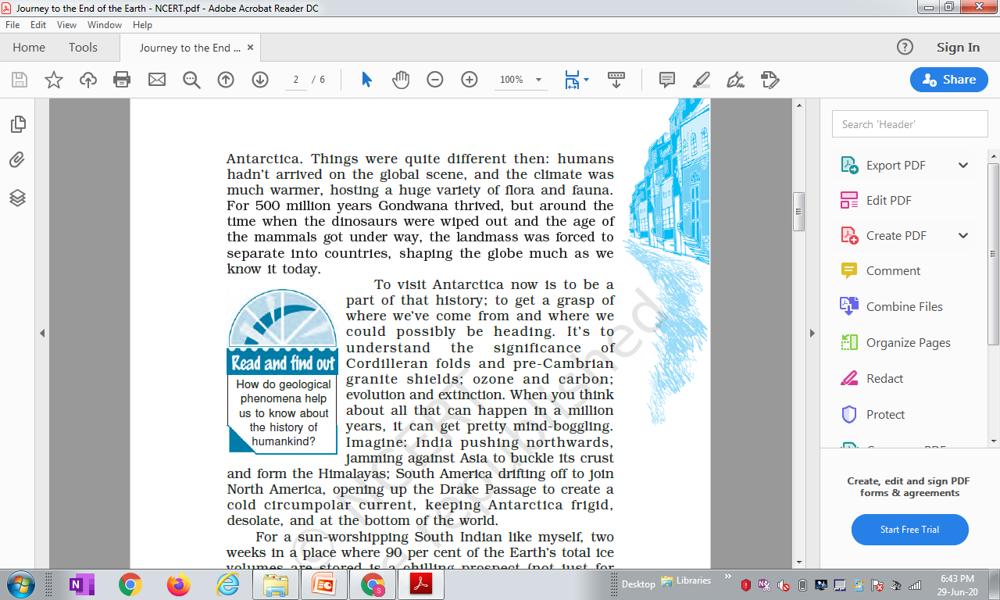 Journey to the End of the Earth - NCERT.pdf - Adobe Acrobat Reader DC
File Edit View Window Help
Home Tools Journey to the End ... × Sign In
2 / 6 100% Share
Antarctica. Things were quite different then: humans
hadn't arrived on the global scene, and the climate was
much warmer, hosting a huge variety of flora and fauna.
For 500 million years Gondwana thrived, but around the
time when the dinosaurs were wiped out and the age of
the mammals got under way, the landmass was forced to
separate into countries, shaping the globe much as we
know it today.
To visit Antarctica now is to be a
part of that history; to get a grasp of
where we've come from and where we
could possibly be heading. It's to
understand the significance of
Cordilleran folds and pre-Cambrian
granite shields; ozone and carbon;
evolution and extinction. When you think
about all that can happen in a million
years, it can get pretty mind-boggling.
Imagine: India pushing northwards,
jamming against Asia to buckle its crust
and form the Himalayas; South America drifting off to join
North America, opening up the Drake Passage to create a
cold circumpolar current, keeping Antarctica frigid,
desolate, and at the bottom of the world.
For a sun-worshipping South Indian like myself, two
weeks in a place where 90 per cent of the Earth's total ice
volumes are stored is a chilling prospect (not just for
Read and find out
How do geological
phenomena help
us to know about
the history of
humankind?
© NCERT
be republished
Search 'Header'
Export PDF
Edit PDF
Create PDF
Comment
Combine Files
Organize Pages
Redact
Protect
Create, edit and sign PDF
forms & agreements
Start Free Trial
Desktop Libraries »
6:43 PM
29-Jun-20